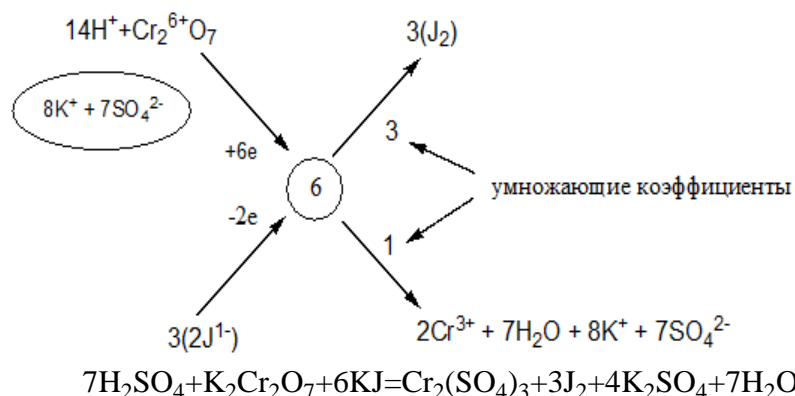 14H⁺+Cr₂⁶⁺O₇
3(J₂)
8K⁺ + 7SO₄²⁻
3
+6e
6
умножающие коэффициенты
-2e
1
3(2J¹⁻)
2Cr³⁺ + 7H₂O + 8K⁺ + 7SO₄²⁻
7H₂SO₄+K₂Cr₂O₇+6KJ=Cr₂(SO₄)₃+3J₂+4K₂SO₄+7H₂O